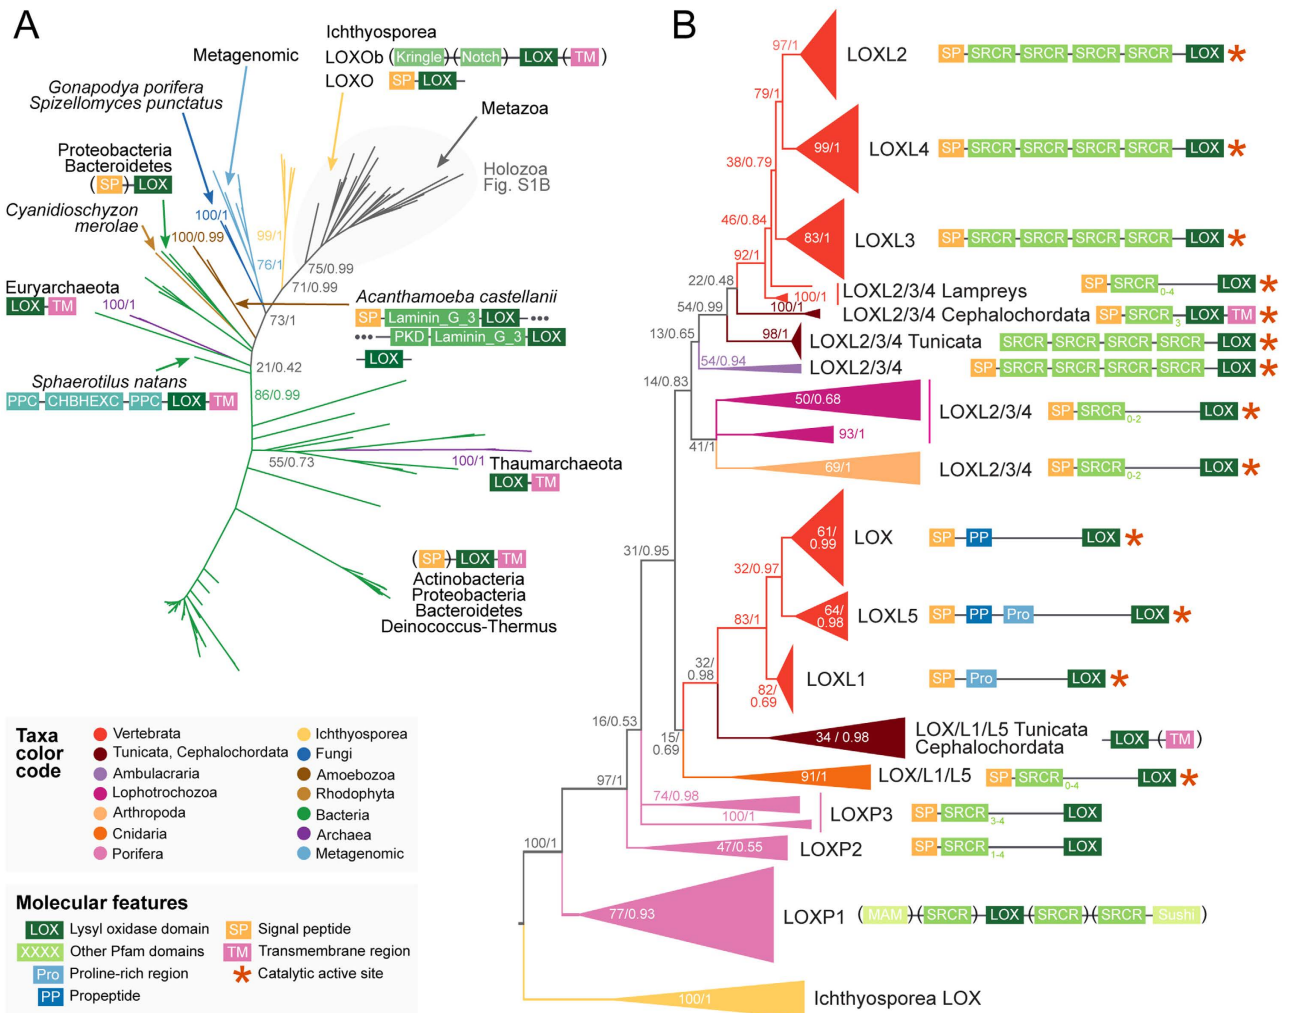 A
Ichthyosporea
LOXOb (Kringle)(Notch) LOX (TM)
LOXO SP LOX
Metagenomic
Gonapodya porifera
Spizellomyces punctatus
Metazoa
Holozoa
Fig. S1B
Proteobacteria
Bacteroidetes
(SP) LOX
Cyanidioschyzon
merolae
100/1
100/0.99
99/1
76/1
75/0.99
71/0.99
Euryarchaeota
LOX TM
100/1
73/1
Acanthamoeba castellanii
SP Laminin_G_3 LOX •••
••• PKD Laminin_G_3 LOX
LOX
21/0.42
Sphaerotilus natans
PPC CHBHEXC PPC LOX TM
86/0.99
55/0.73
100/1
Thaumarchaeota
LOX TM
(SP) LOX TM
Actinobacteria
Proteobacteria
Bacteroidetes
Deinococcus-Thermus
Taxa
color
code
Vertebrata
Tunicata, Cephalochordata
Ambulacraria
Lophotrochozoa
Arthropoda
Cnidaria
Porifera
Ichthyosporea
Fungi
Amoebozoa
Rhodophyta
Bacteria
Archaea
Metagenomic
Molecular features
LOX Lysyl oxidase domain
XXXX Other Pfam domains
Pro Proline-rich region
PP Propeptide
SP Signal peptide
TM Transmembrane region
* Catalytic active site
B
97/1
LOXL2 SP SRCR SRCR SRCR SRCR LOX *
79/1
99/1
LOXL4 SP SRCR SRCR SRCR SRCR LOX *
38/0.79
46/0.84
83/1
LOXL3 SP SRCR SRCR SRCR SRCR LOX *
92/1
22/0.48
100/1
LOXL2/3/4 Lampreys SP SRCR 0-4 LOX *
54/0.99
100/1
LOXL2/3/4 Cephalochordata SP SRCR 3 LOX TM *
13/0.65
98/1
LOXL2/3/4 Tunicata SRCR SRCR SRCR SRCR LOX *
54/0.94
LOXL2/3/4 SP SRCR SRCR SRCR SRCR LOX *
14/0.83
50/0.68
LOXL2/3/4 SP SRCR 0-2 LOX *
93/1
41/1
69/1
LOXL2/3/4 SP SRCR 0-2 LOX *
61/
0.99
LOX SP PP LOX *
31/0.95
32/0.97
64/
0.98
LOXL5 SP PP Pro LOX *
83/1
32/
0.98
82/
0.69
LOXL1 SP Pro LOX *
16/0.53
15/
0.69
34 / 0.98
LOX/L1/L5 Tunicata
Cephalochordata LOX (TM)
91/1
LOX/L1/L5 SP SRCR 0-4 LOX *
97/1
74/0.98
100/1
LOXP3 SP SRCR 3-4 LOX
47/0.55
LOXP2 SP SRCR 1-4 LOX
100/1
77/0.93
LOXP1 (MAM)(SRCR) LOX (SRCR)(SRCR Sushi)
100/1
Ichthyosporea LOX